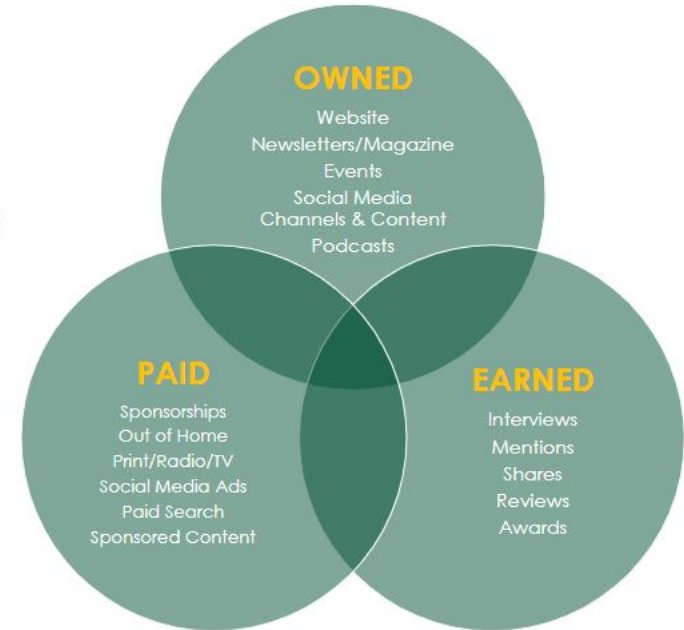 OWNED
Website
Newsletters/Magazine
Events
Social Media
Channels & Content
Podcasts
PAID
Sponsorships
Out of Home
Print/Radio/TV
Social Media Ads
Paid Search
Sponsored Content
EARNED
Interviews
Mentions
Shares
Reviews
Awards